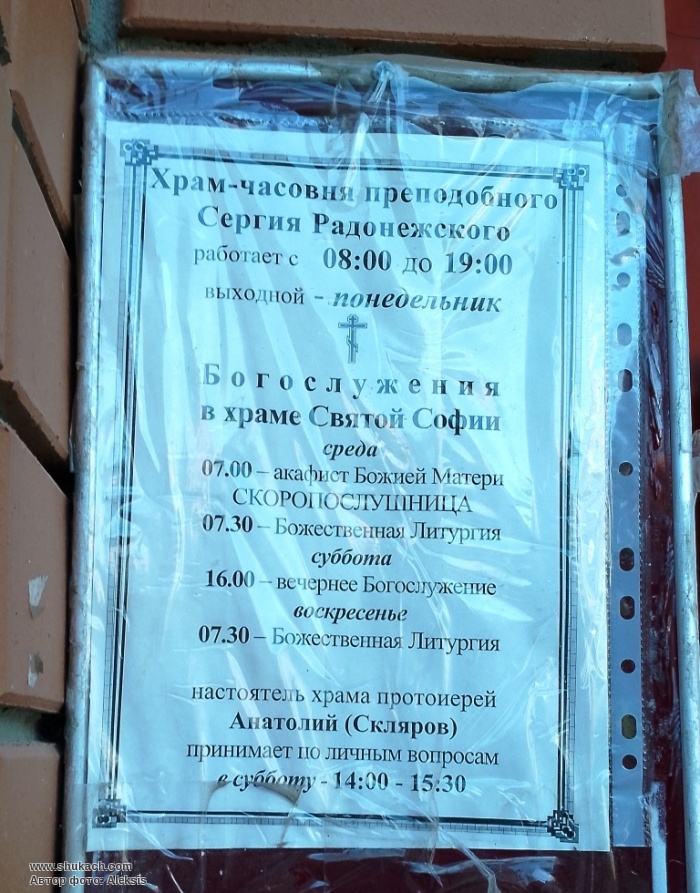 Храм-часовня преподобного
Сергия Радонежского
работает с 08:00 до 19:00
выходной - понедельник
Богослужения
в храме Святой Софии
среда
07.00 – акафист Божией Матери
СКОРОПОСЛУШНИЦА
07.30 – Божественная Литургия
суббота
16.00 – вечернее Богослужение
воскресенье
07.30 – Божественная Литургия
настоятель храма протоиерей
Анатолий (Скляров)
принимает по личным вопросам
в субботу - 14:00 - 15:30
www.shukach.com
Автор фото: Aleksis